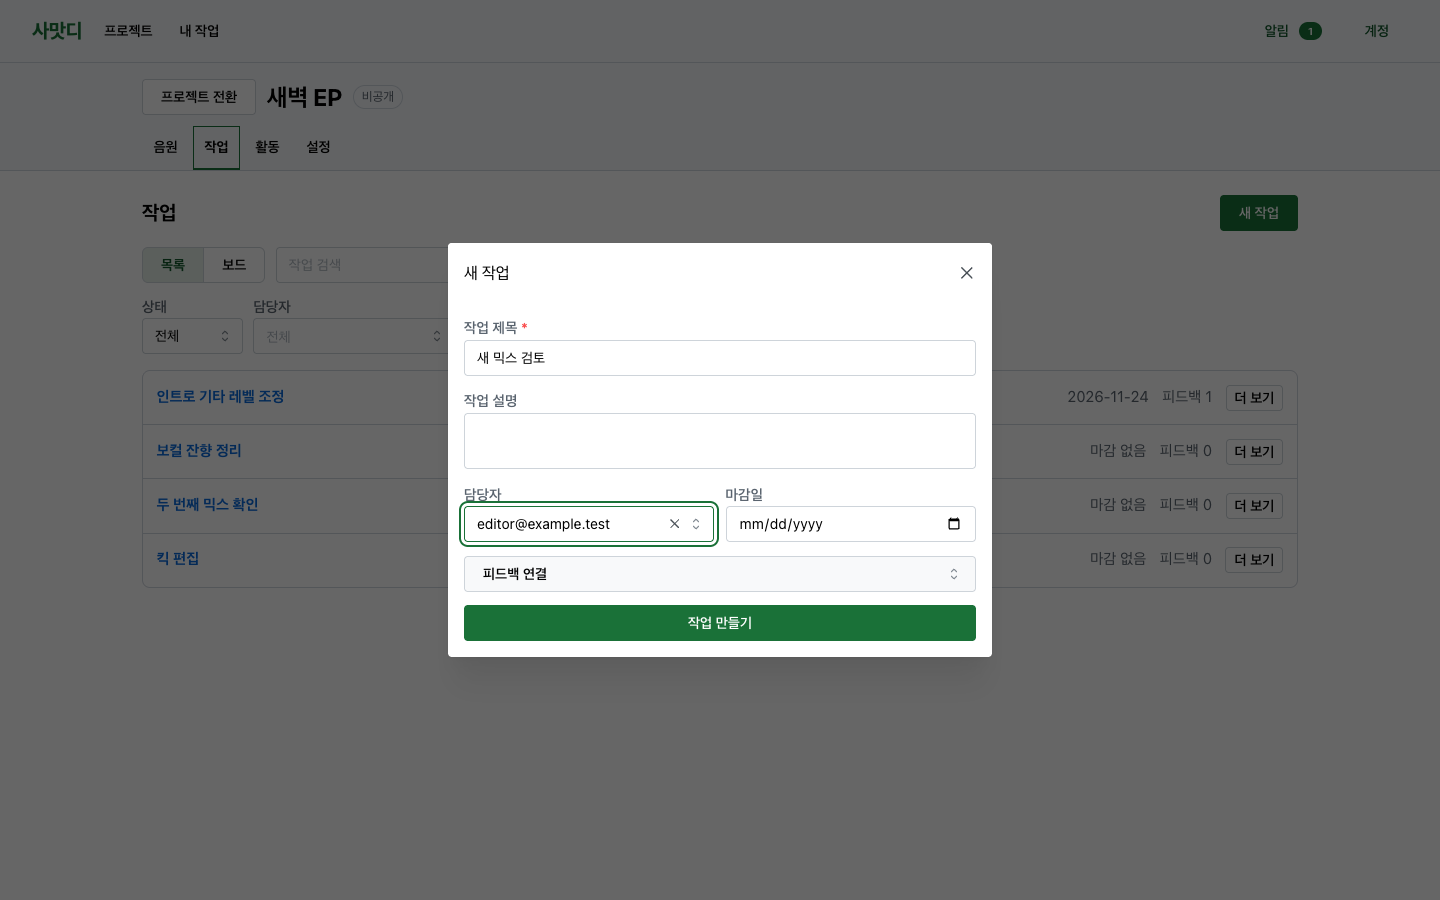 사맛디 프로젝트 내 작업 알림 1 계정
프로젝트 전환 새벽 EP 비공개
음원 작업 활동 설정
작업 새 작업
목록 보드 작업 검색
상태 담당자
전체 전체
인트로 기타 레벨 조정 2026-11-24 피드백 1 더 보기
보컬 잔향 정리 마감 없음 피드백 0 더 보기
두 번째 믹스 확인 마감 없음 피드백 0 더 보기
킥 편집 마감 없음 피드백 0 더 보기
새 작업
작업 제목 *
새 믹스 검토
작업 설명
담당자 마감일
editor@example.test mm/dd/yyyy
피드백 연결
작업 만들기